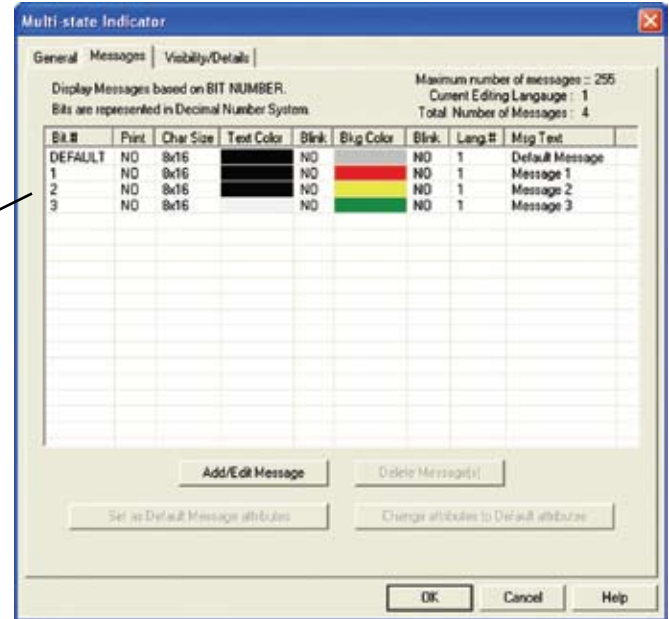 Multi-state Indicator
General Messages Visibility/Details
Display Messages based on BIT NUMBER.
Bits are represented in Decimal Number System.
Maximum number of messages :: 255
Current Editing Langauge : 1
Total Number of Messages : 4
Bit # Print Char Size Text Color Blink Bkg Color Blink Lang.# Msg Text
DEFAULT NO 8x16 NO NO 1 Default Message
1 NO 8x16 NO NO 1 Message 1
2 NO 8x16 NO NO 1 Message 2
3 NO 8x16 NO NO 1 Message 3
Add/Edit Message Delete Message(s)
Set as Default Message attributes Change attributes to Default attributes
OK Cancel Help